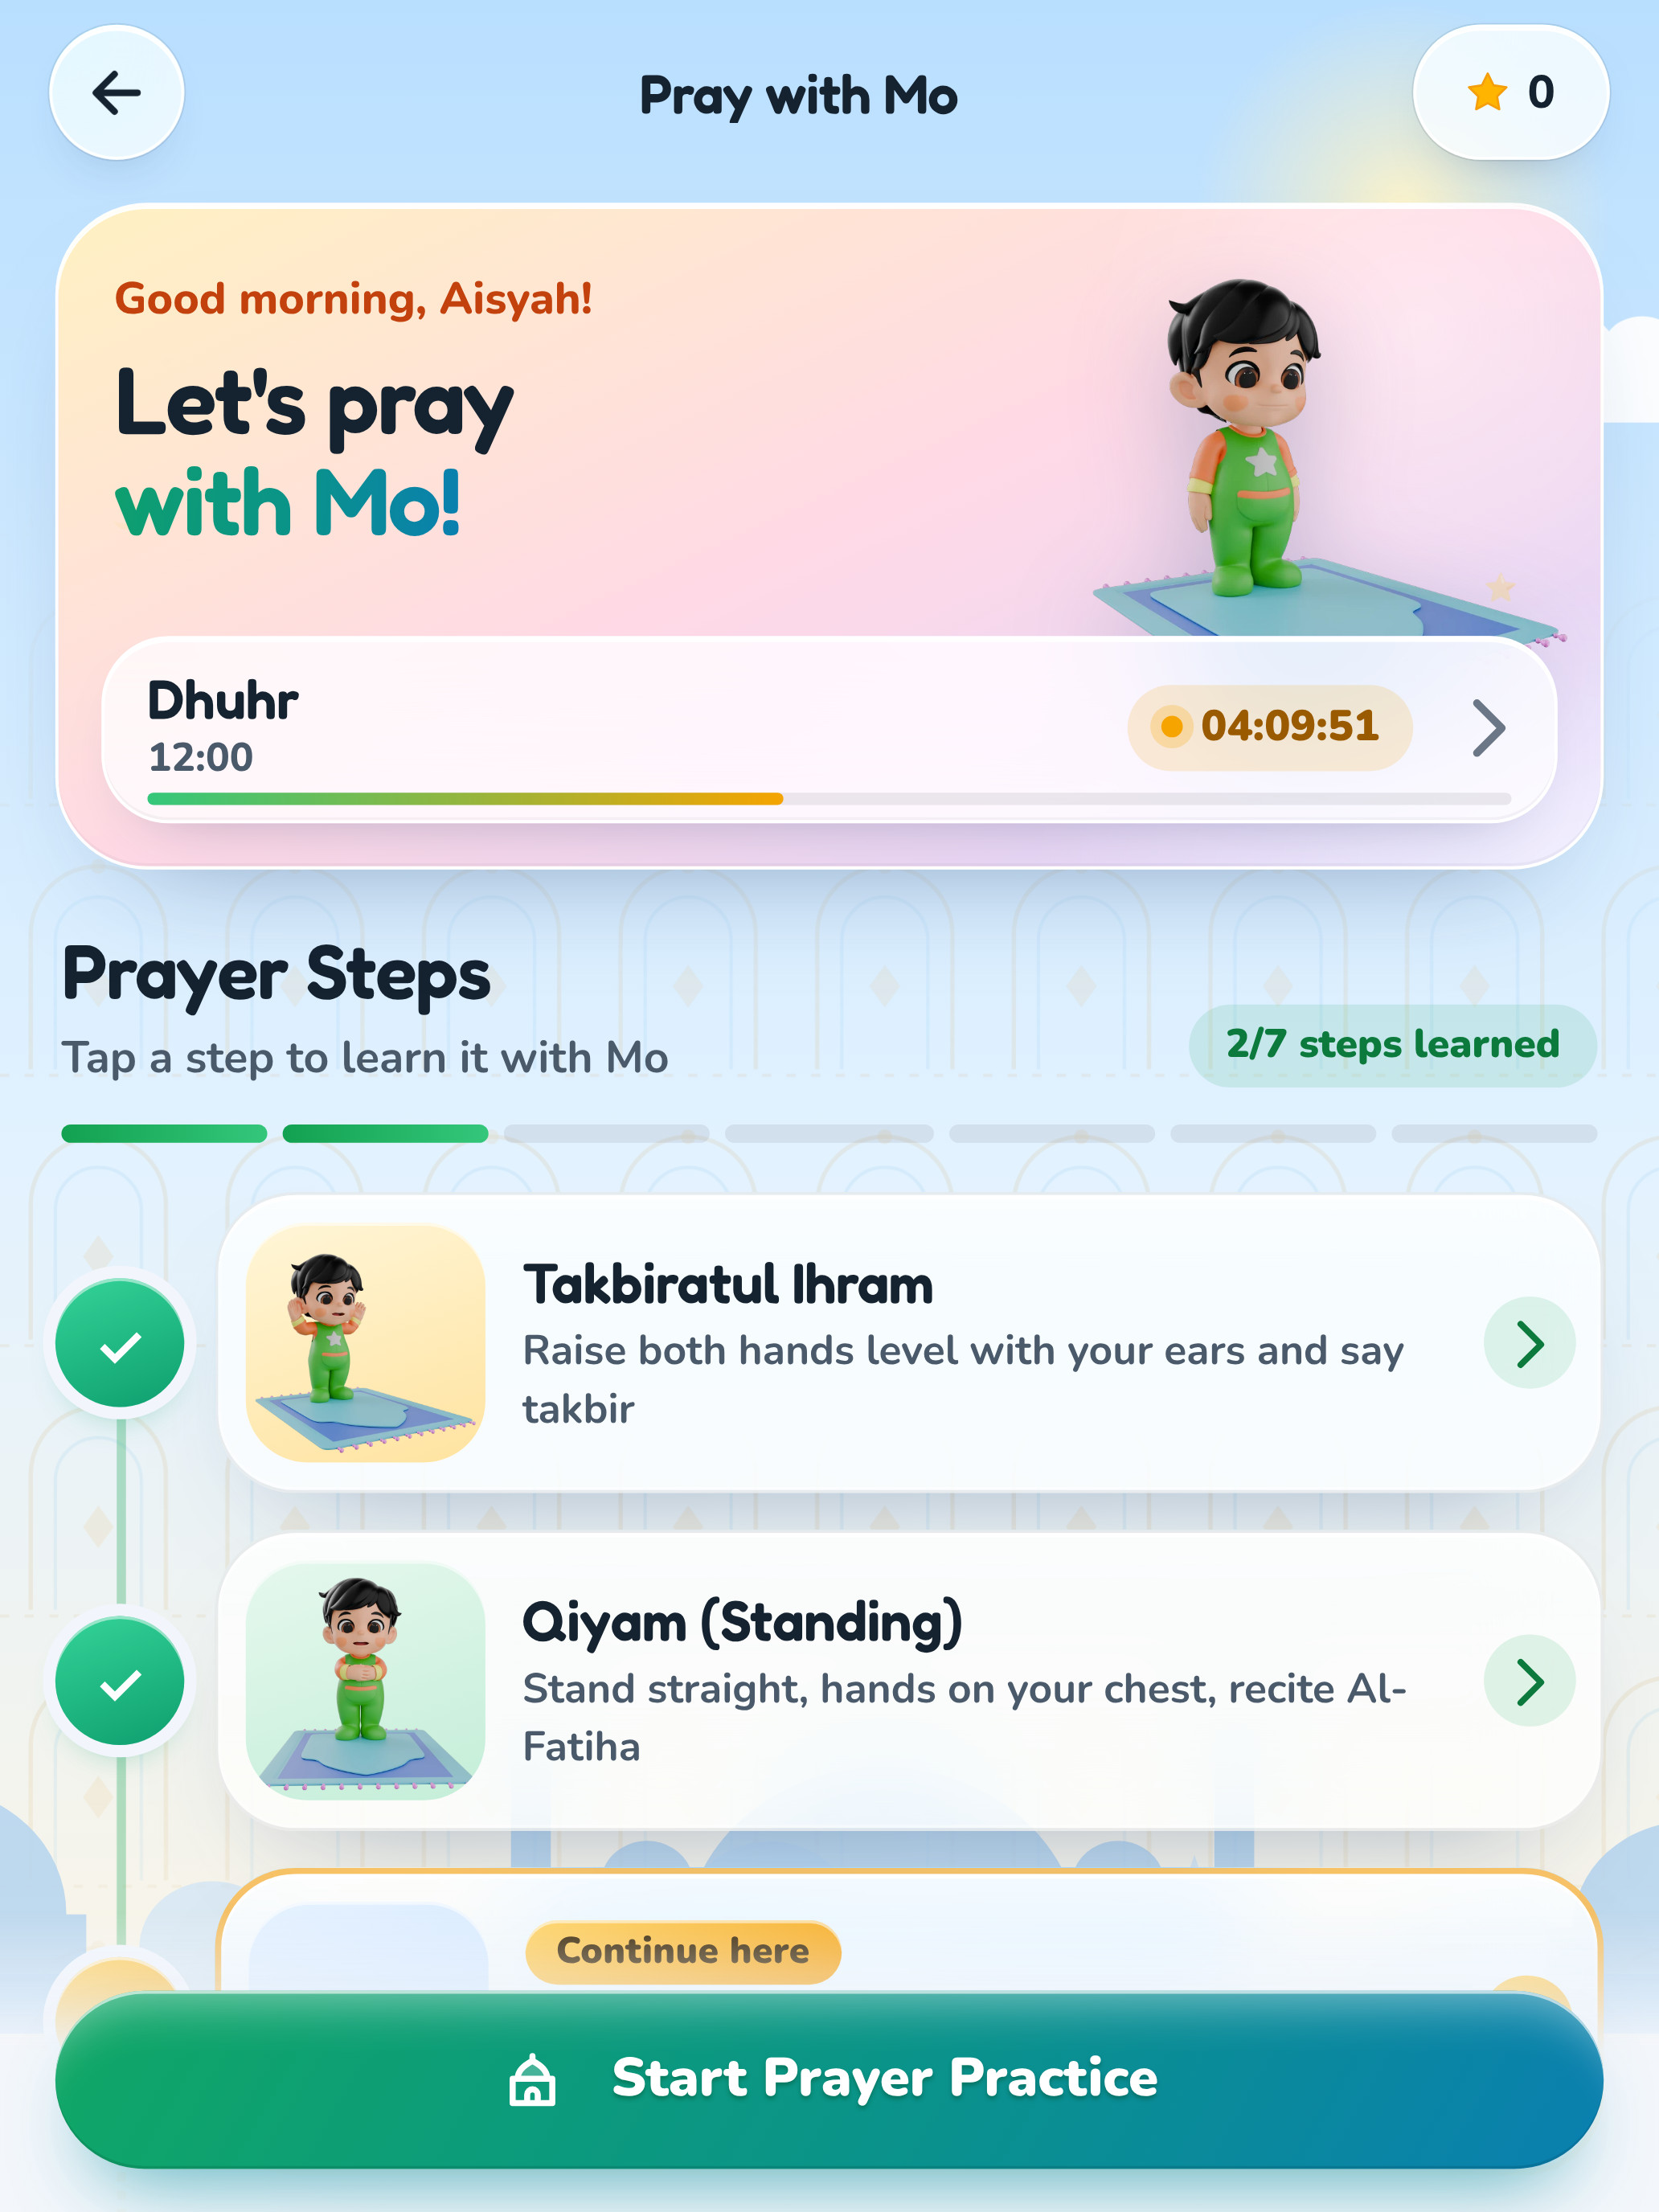 Pray with Mo
0
Good morning, Aisyah!
Let's pray
with Mo!
Dhuhr
12:00
04:09:51
Prayer Steps
Tap a step to learn it with Mo
2/7 steps learned
Takbiratul Ihram
Raise both hands level with your ears and say
takbir
Qiyam (Standing)
Stand straight, hands on your chest, recite Al-
Fatiha
Continue here
Start Prayer Practice